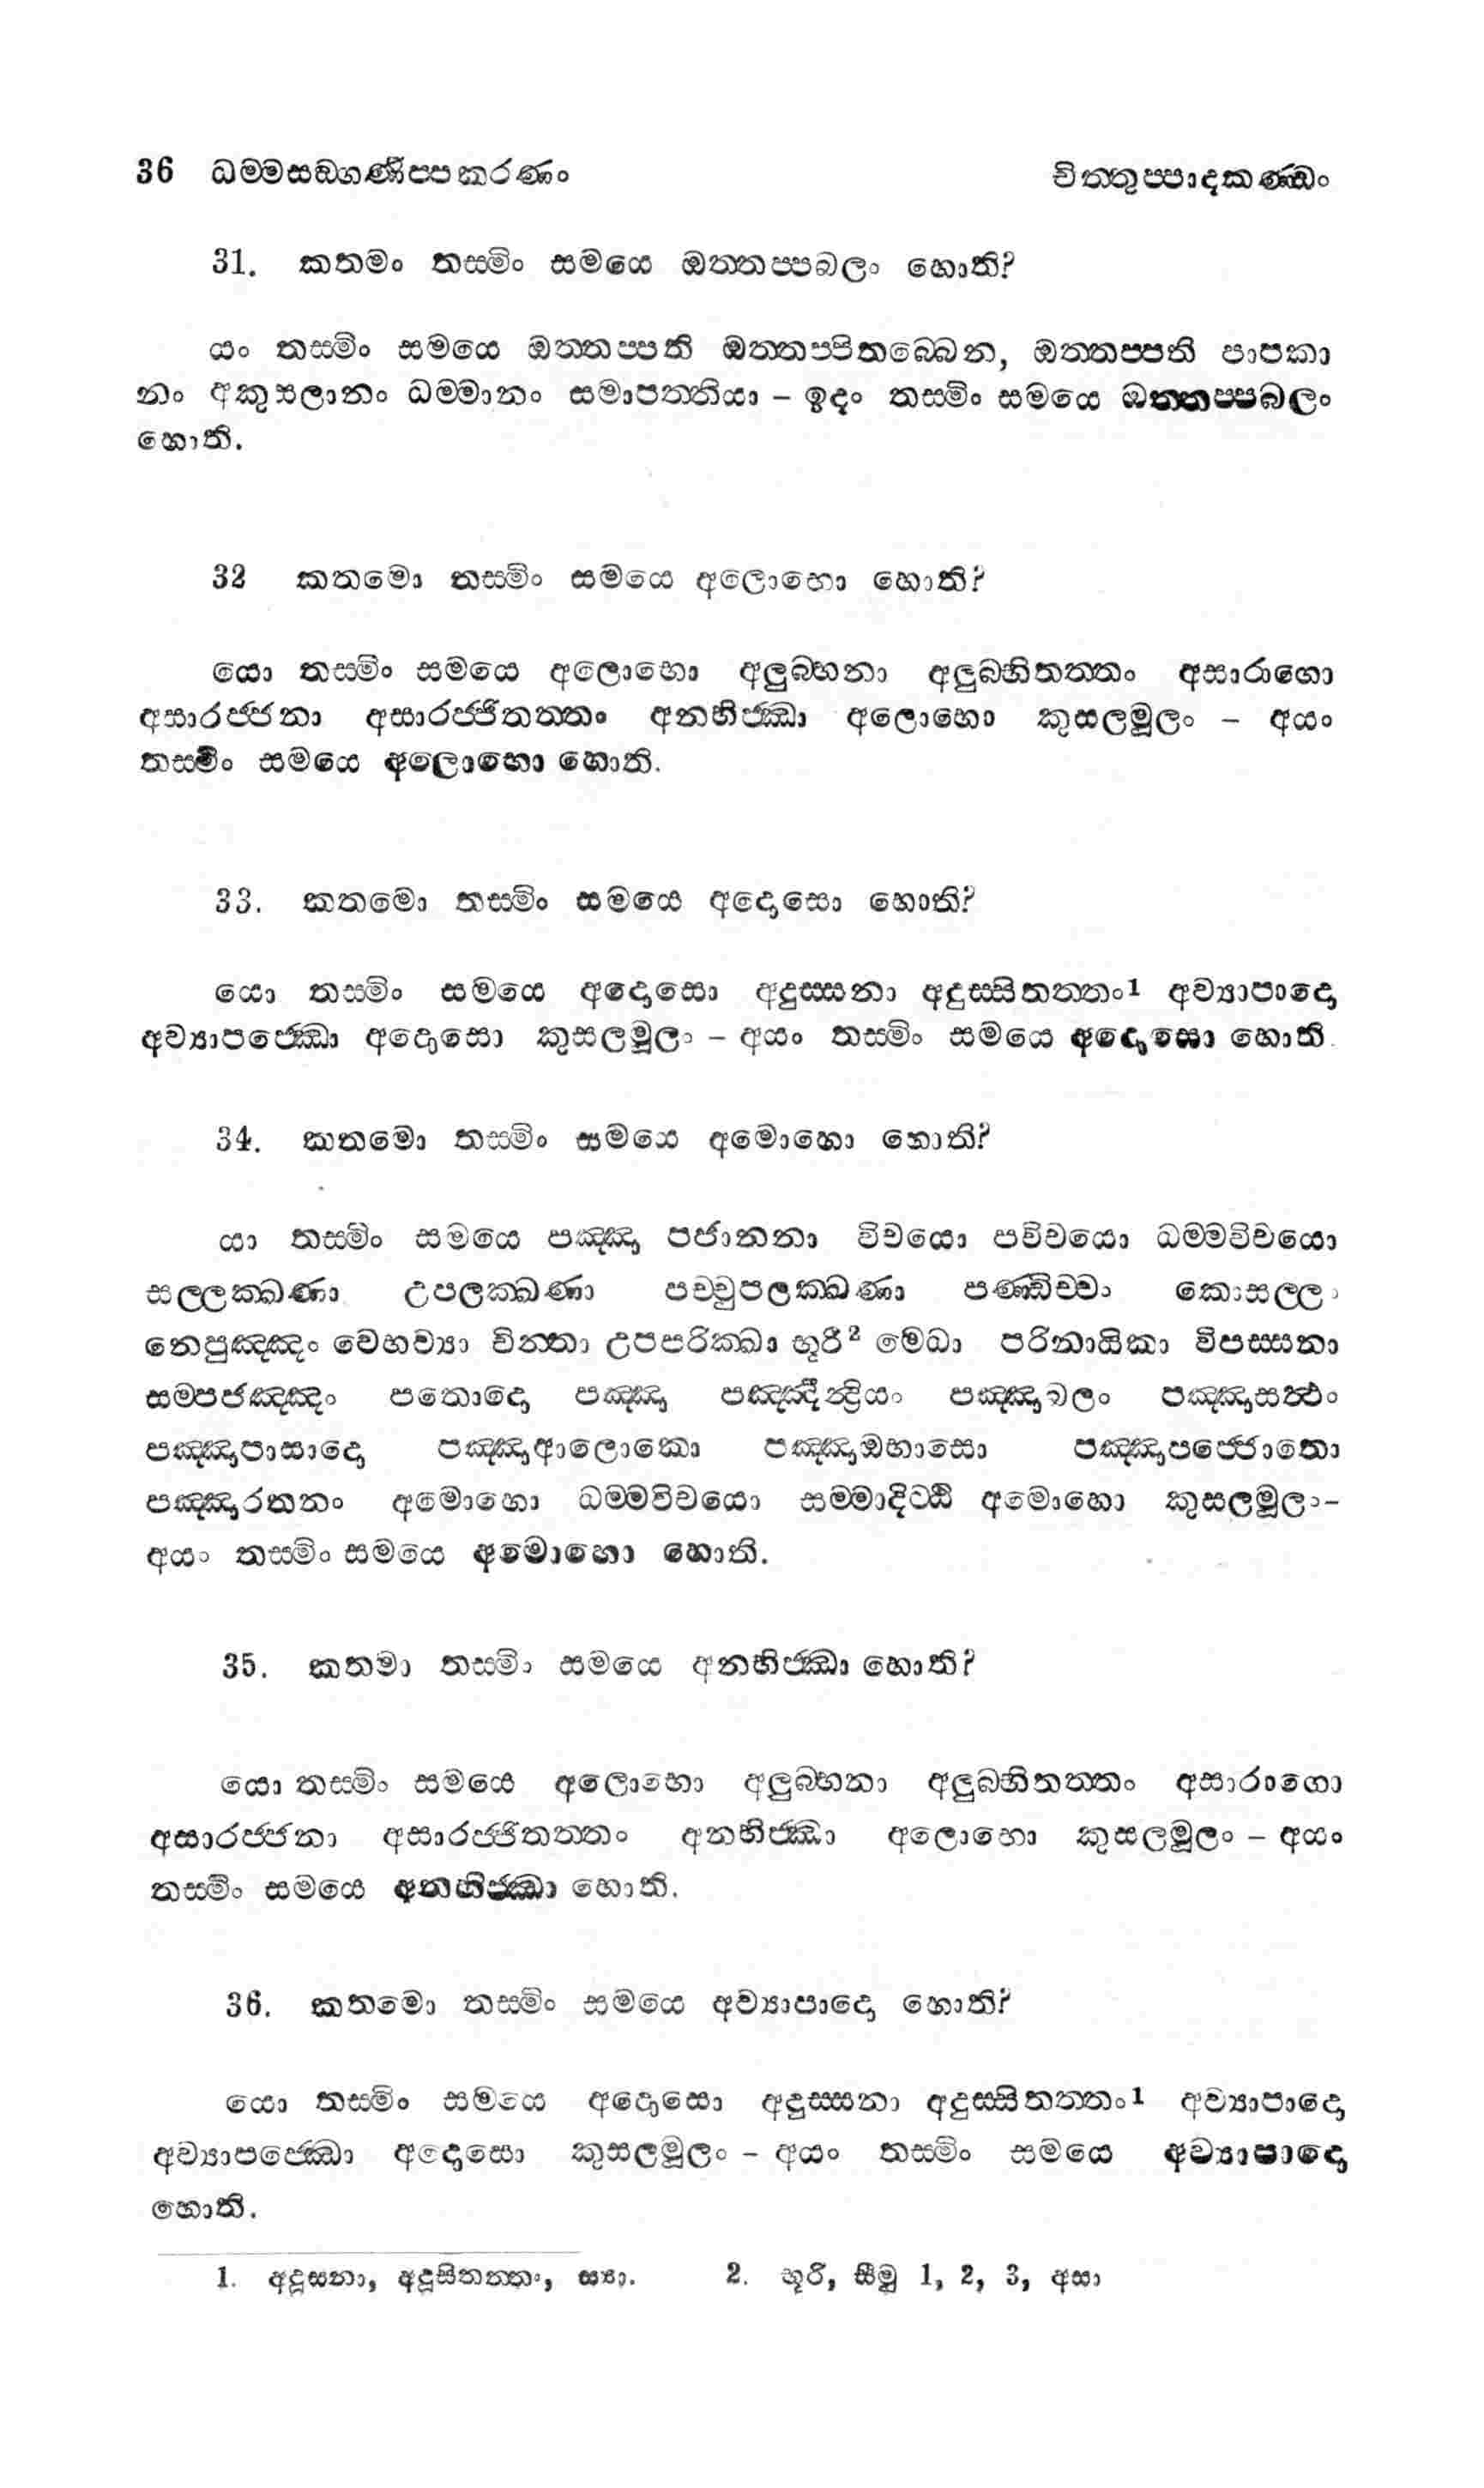 36 ධම්මසඞ්ගණීප්පකරණං
චිත්තුප්පාදකණ්ඩං
31. කතමං තස්මිං සමයෙ ඔත්තප්පබලං හොති?
යං තස්මිං සමයෙ ඔත්තප්පති ඔත්තප්පිතබ්බෙන, ඔත්තප්පති පාපකා
නං අකුසලානං ධම්මානං සමාපත්තියා – ඉදං තස්මිං සමයෙ ඔත්තප්පබලං
හොති.
32 කතමො තස්මිං සමයෙ අලොභො හොති?
යො තස්මිං සමයෙ අලොභො අලුබ්භනා අලුබ්භිතත්තං අසාරාගො
අසාරජ්ජනා අසාරජ්ජිතත්තං අනභිජ්ඣා අලොභො කුසලමූලං – අයං
තස්මිං සමයෙ අලොභො හොති.
33. කතමො තස්මිං සමයෙ අදොසො හොති?
යො තස්මිං සමයෙ අදොසො අදුස්සනා අදුස්සිතත්තං¹ අව්‍යාපාදො
අව්‍යාපජ්ඣො අදොසො කුසලමූලං – අයං තස්මිං සමයෙ අදොසො හොති.
34. කතමො තස්මිං සමයෙ අමොහො හොති?
යා තස්මිං සමයෙ පඤ්ඤා පජානනා විචයො පවිචයො ධම්මවිචයො
සල්ලක්ඛණා උපලක්ඛණා පච්චුපලක්ඛණා පණ්ඩිච්චං කොසල්ලං
නෙපුඤ්ඤං වෙභව්‍යා චින්තා උපපරික්ඛා භූරී² මෙධා පරිනායිකා විපස්සනා
සම්පජඤ්ඤං පතොදො පඤ්ඤා පඤ්ඤින්ද්‍රියං පඤ්ඤාබලං පඤ්ඤාසත්ථං
පඤ්ඤාපාසාදො පඤ්ඤාආලොකො පඤ්ඤාඔභාසො පඤ්ඤාපජ්ජොතො
පඤ්ඤාරතනං අමොහො ධම්මවිචයො සම්මාදිට්ඨි අමොහො කුසලමූලං–
අයං තස්මිං සමයෙ අමොහො හොති.
35. කතමා තස්මිං සමයෙ අනභිජ්ඣා හොති?
යො තස්මිං සමයෙ අලොභො අලුබ්භනා අලුබ්භිතත්තං අසාරාගො
අසාරජ්ජනා අසාරජ්ජිතත්තං අනභිජ්ඣා අලොභො කුසලමූලං – අයං
තස්මිං සමයෙ අනභිජ්ඣා හොති.
36. කතමො තස්මිං සමයෙ අව්‍යාපාදො හොති?
යො තස්මිං සමයෙ අදොසො අදුස්සනා අදුස්සිතත්තං¹ අව්‍යාපාදො
අව්‍යාපජ්ඣො අදොසො කුසලමූලං – අයං තස්මිං සමයෙ අව්‍යාපාදො
හොති.
1. අදූසනා, අදූසිතත්තං, ස්‍යා. 2. භූරි, සීමු 1, 2, 3, අසා